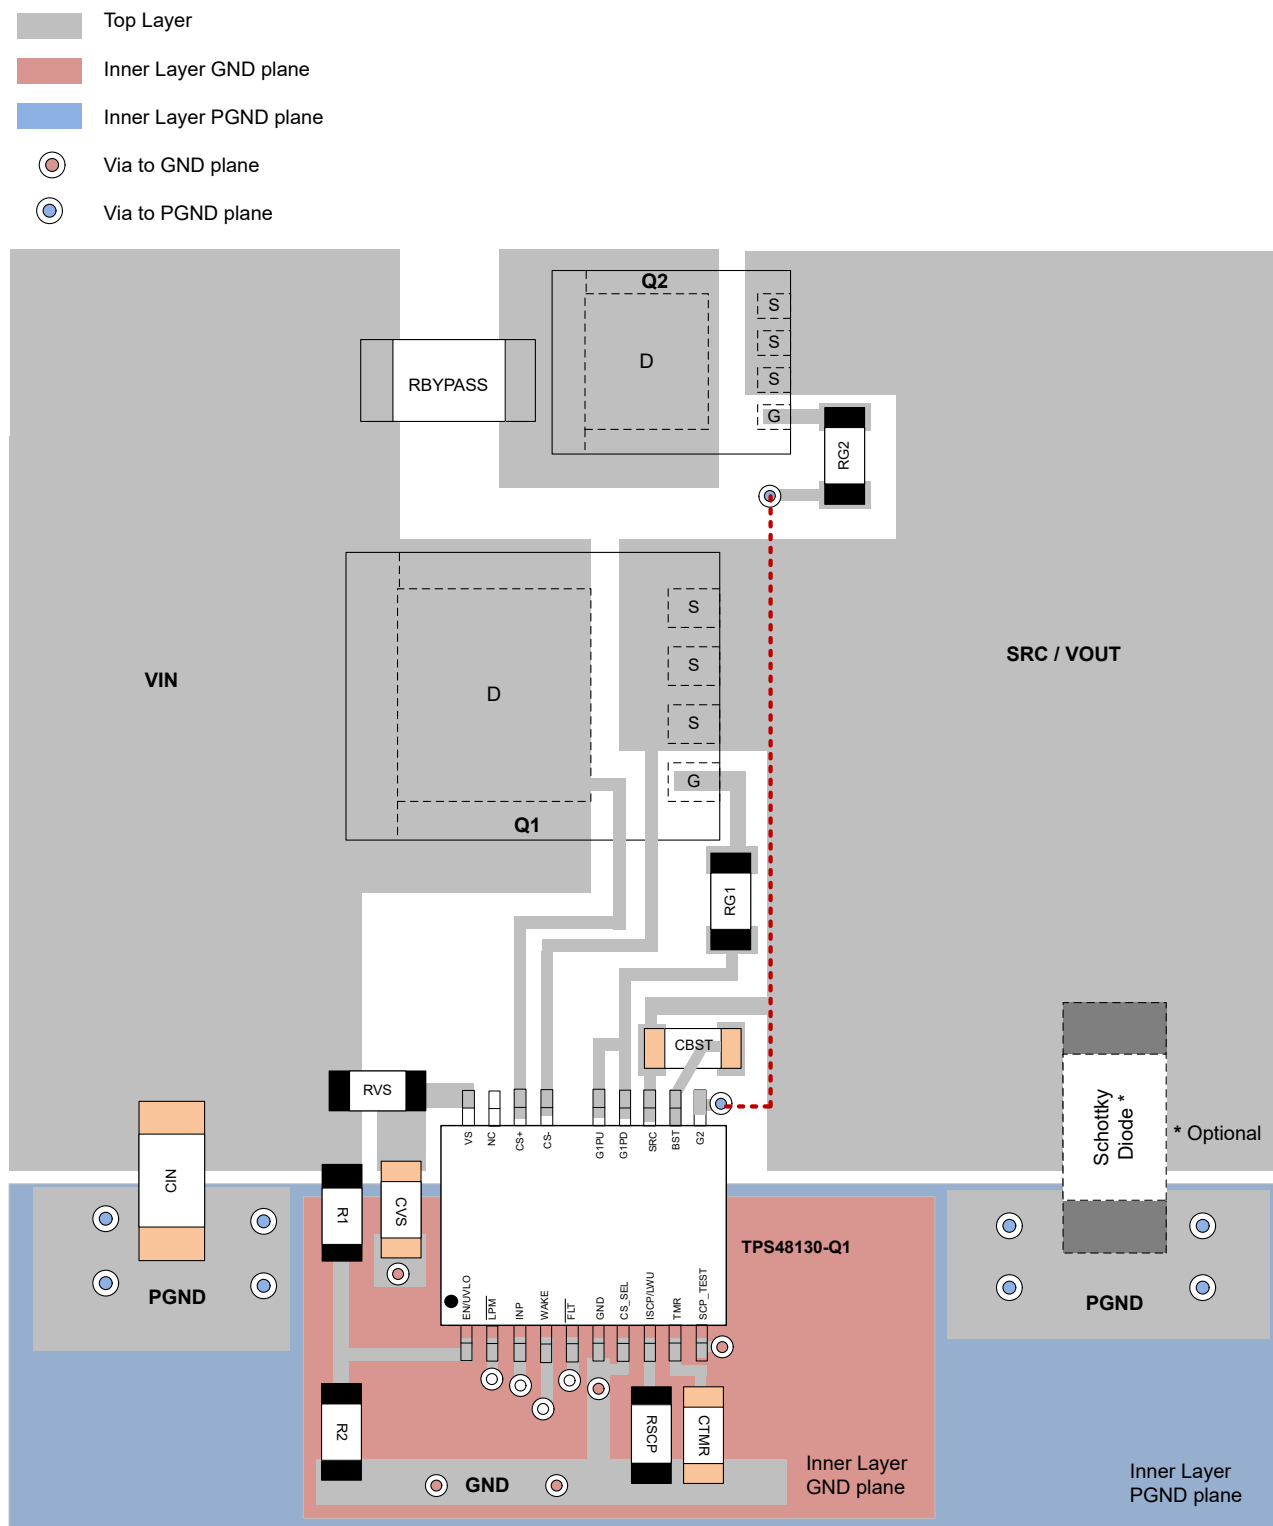 Top Layer
Inner Layer GND plane
Inner Layer PGND plane
Via to GND plane
Via to PGND plane
Q2
S
S
S
G
D
RBYPASS
RG2
S
S
S
G
D
Q1
VIN
SRC / VOUT
RG1
CBST
RVS
VS
NC
CS+
CS-
G1PU
G1PD
SRC
BST
G2
Schottky
Diode *
* Optional
CIN
R1
CVS
TPS48130-Q1
PGND
PGND
EN/UVLO
LPM
INP
WAKE
FLT
GND
CS_SEL
ISCP/LWU
TMR
SCP_TEST
R2
RSCP
CTMR
GND
Inner Layer
GND plane
Inner Layer
PGND plane